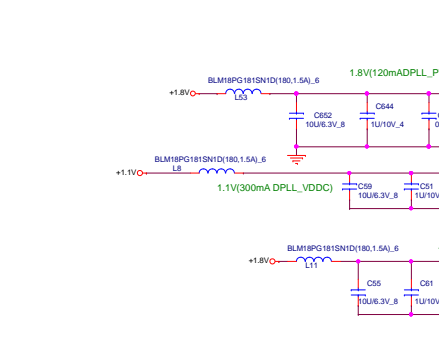 1.8V(120mADPLL_P
BLM18PG181SN1D(180,1.5A)_6
+1.8V
L53
C652
10U/6.3V_8
C644
1U/10V_4
BLM18PG181SN1D(180,1.5A)_6
+1.1V
L8
1.1V(300mA DPLL_VDDC)
C59
10U/6.3V_8
C51
1U/10V
BLM18PG181SN1D(180,1.5A)_6
+1.8V
L11
C55
10U/6.3V_8
C61
1U/10V